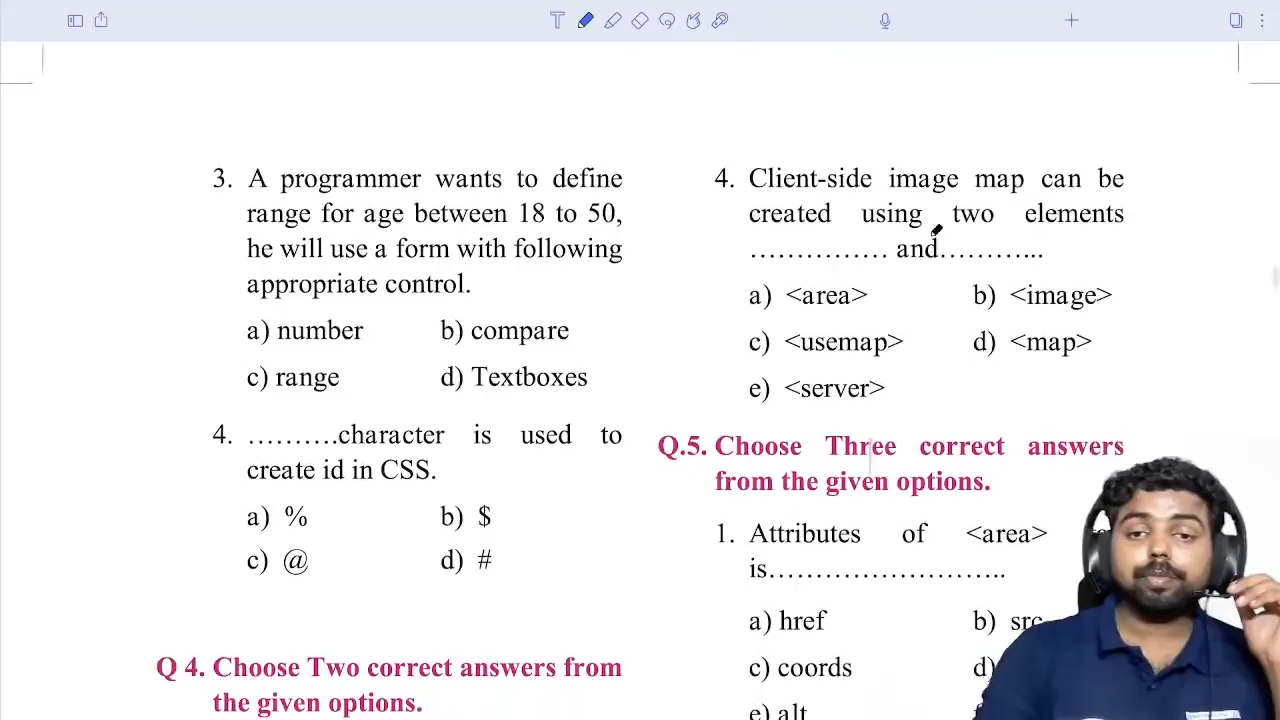 3. A programmer wants to define
range for age between 18 to 50,
he will use a form with following
appropriate control.
a) number b) compare
c) range d) Textboxes
4. ……….character is used to
create id in CSS.
a) % b) $
c) @ d) #
Q 4. Choose Two correct answers from
the given options.
4. Client-side image map can be
created using two elements
…………… and………...
a) <area> b) <image>
c) <usemap> d) <map>
e) <server>
Q.5. Choose Three correct answers
from the given options.
1. Attributes of <area>
is……………………..
a) href b) src
c) coords d)
e) alt